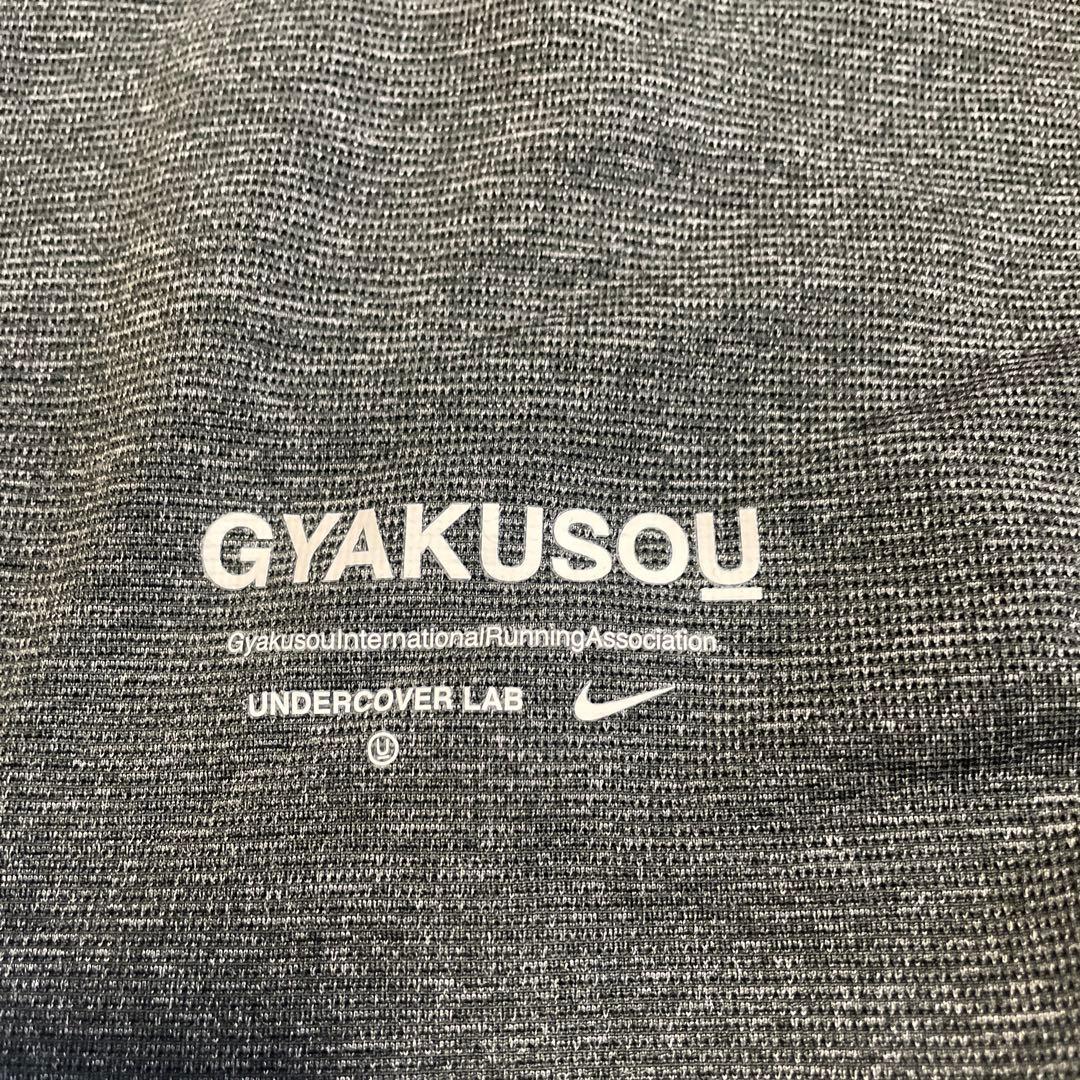 GYAKUSOU
GyakusouInternationalRunningAssociation.
UNDERCOVER LAB
U